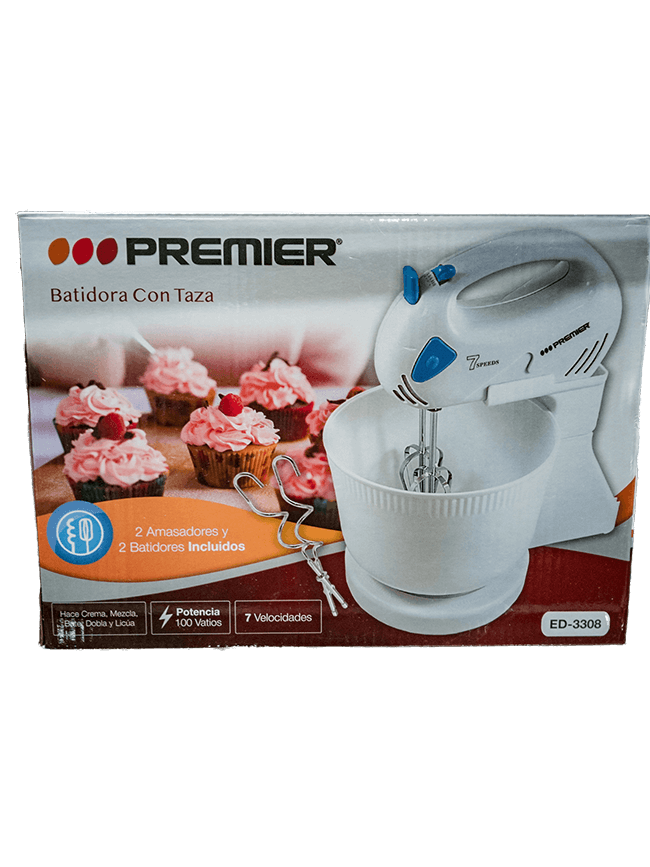 PREMIER®
Batidora Con Taza
7 SPEEDS
PREMIER
2 Amasadores y
2 Batidores Incluidos
Hace Crema, Mezcla,
Bate, Dobla y Licúa
Potencia
100 Vatios
7 Velocidades
ED-3308